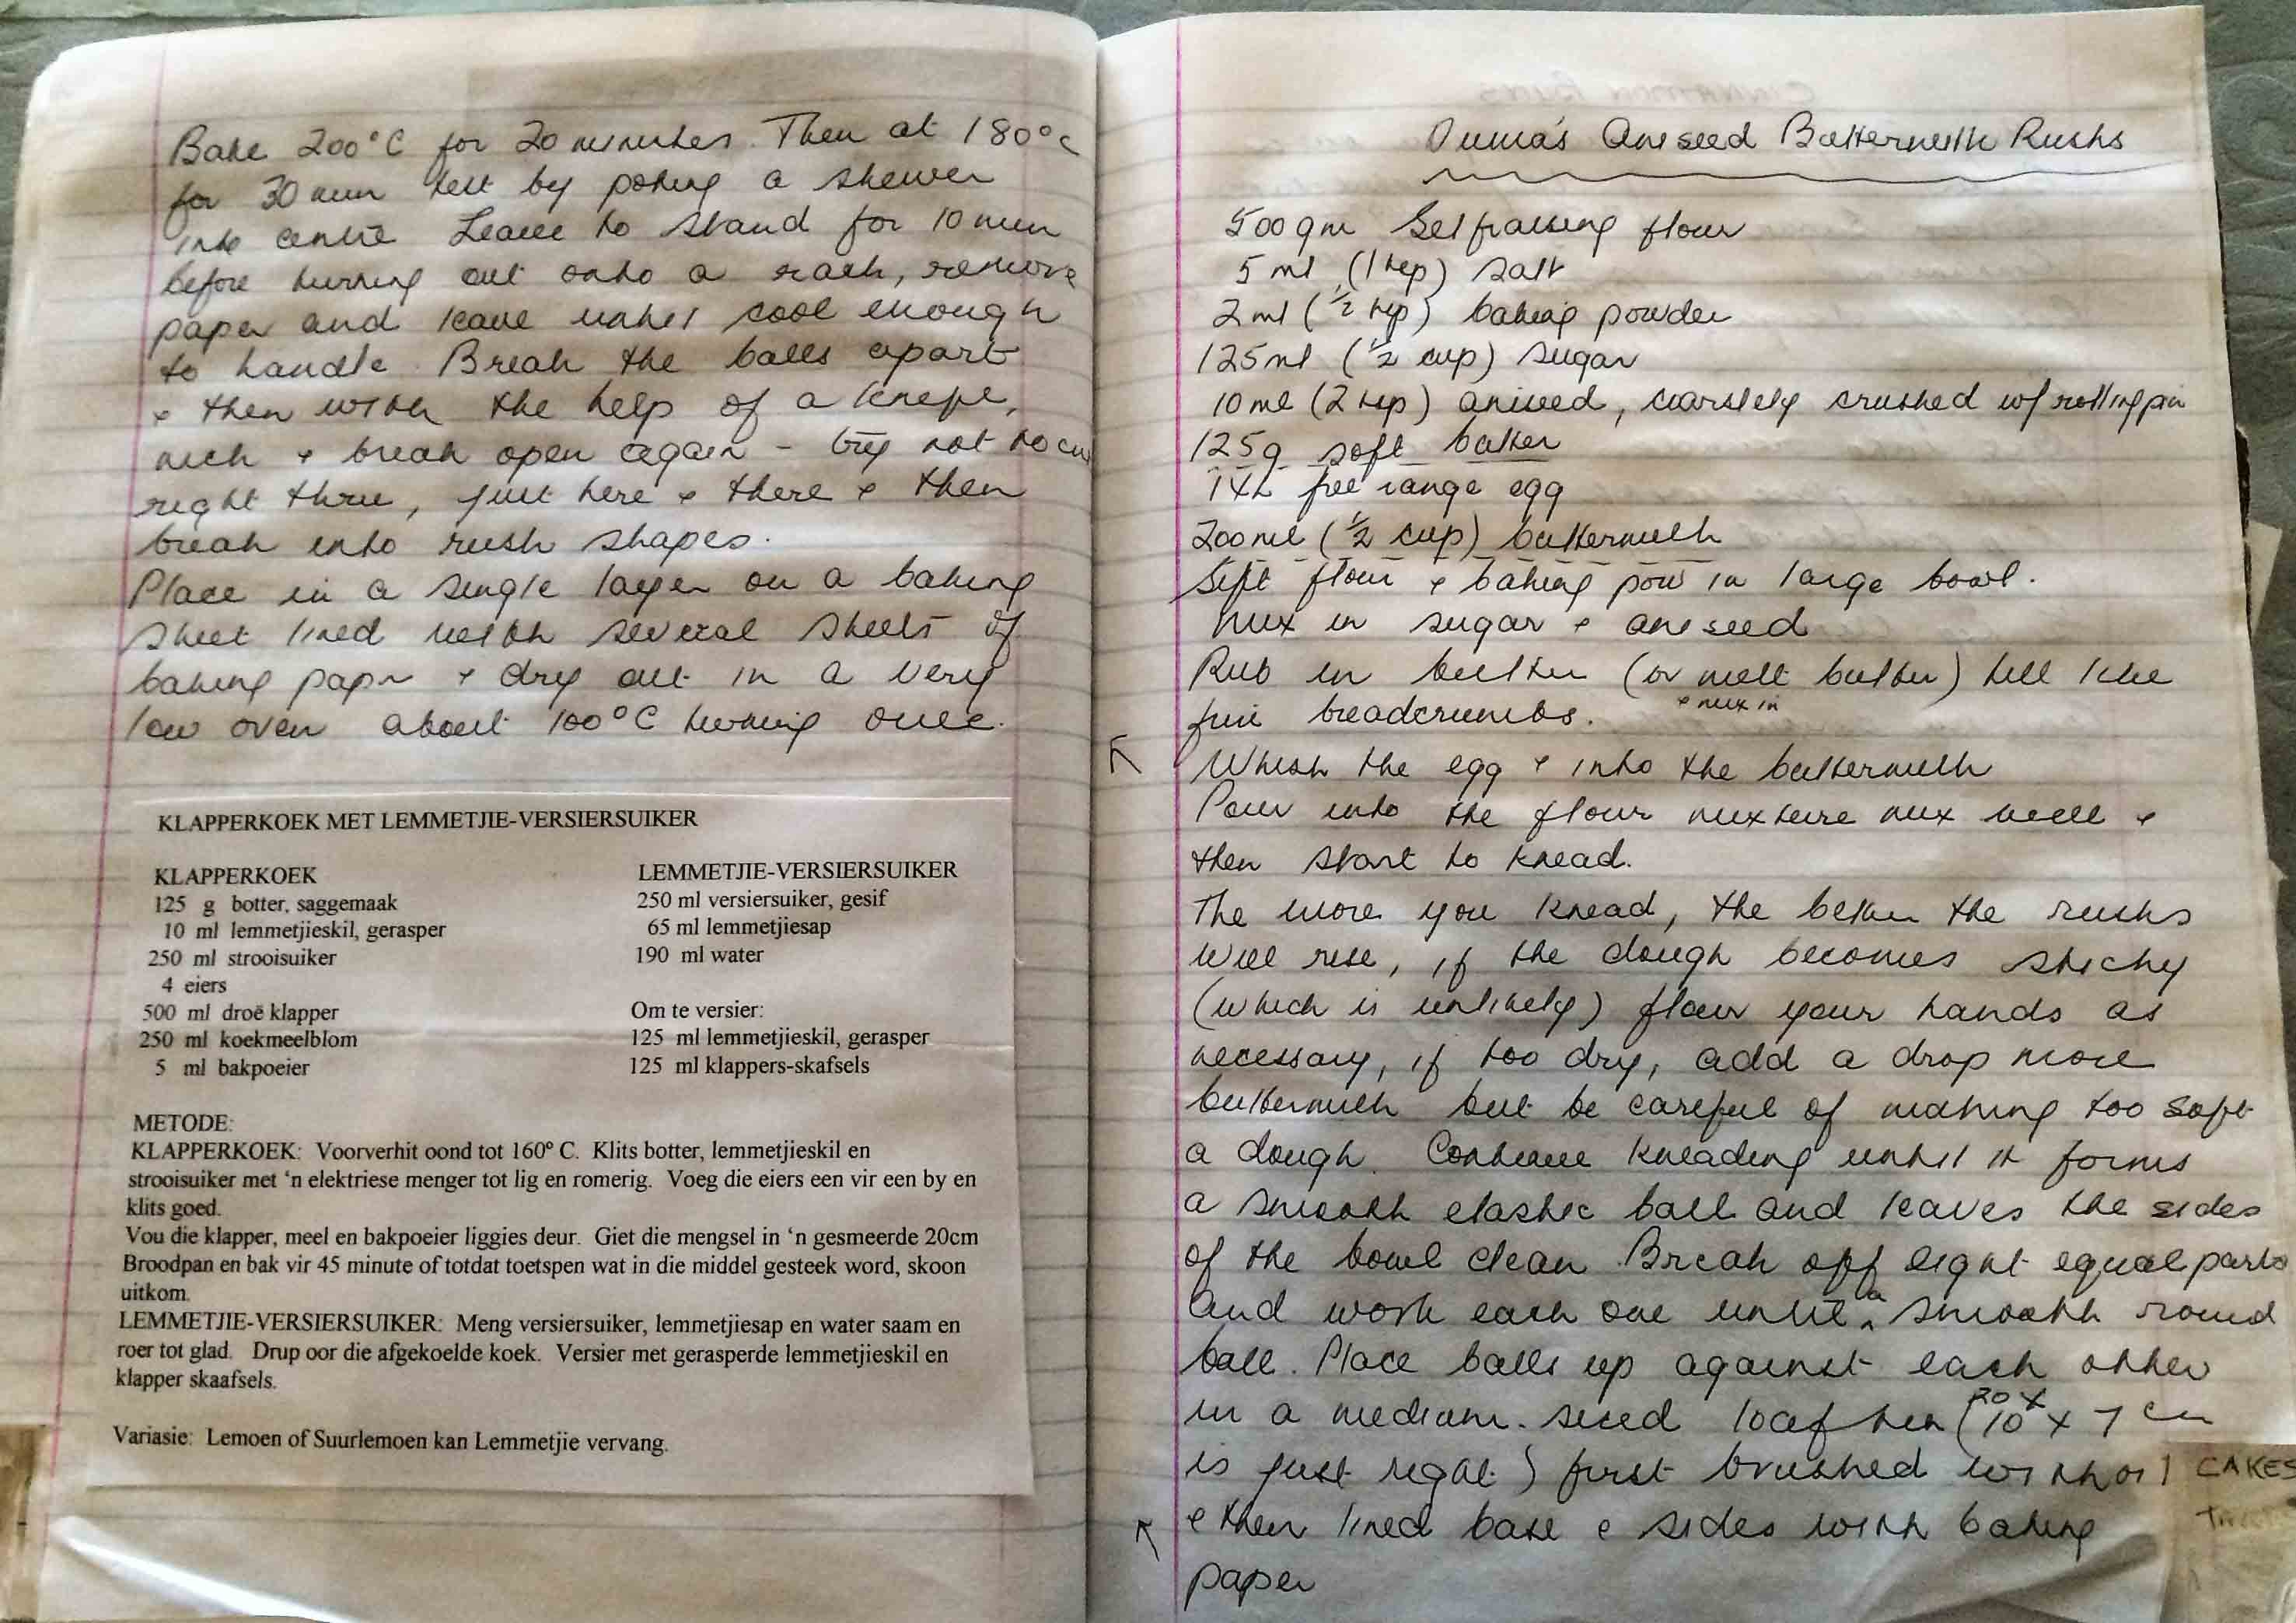 Bake 200°C for 20 minutes. Then at 180°c
for 30 min test by poking a skewer
into centre Leave to stand for 10 min
before turning out onto a rack, remove
paper and leave until cool enough
to handle. Break the balls apart
& then with the help of a knife,
nick & break open again - try not to cut
right thru, just here & there & then
break into rusk shapes.
Place in a single layer on a baking
sheet lined with several sheets of
baking paper & dry out in a very
low oven about 100°C turning once.
KLAPPERKOEK MET LEMMETJIE-VERSIERSUIKER
KLAPPERKOEK
125 g botter, saggemaak
10 ml lemmetjieskil, gerasper
250 ml strooisuiker
4 eiers
500 ml droë klapper
250 ml koekmeelblom
5 ml bakpoeier
LEMMETJIE-VERSIERSUIKER
250 ml versiersuiker, gesif
65 ml lemmetjiesap
190 ml water
Om te versier:
125 ml lemmetjieskil, gerasper
125 ml klappers-skafsels
METODE:
KLAPPERKOEK: Voorverhit oond tot 160° C. Klits botter, lemmetjieskil en
strooisuiker met 'n elektriese menger tot lig en romerig. Voeg die eiers een vir een by en
klits goed.
Vou die klapper, meel en bakpoeier liggies deur. Giet die mengsel in 'n gesmeerde 20cm
Broodpan en bak vir 45 minute of totdat toetspen wat in die middel gesteek word, skoon
uitkom.
LEMMETJIE-VERSIERSUIKER: Meng versiersuiker, lemmetjiesap en water saam en
roer tot glad. Drup oor die afgekoelde koek. Versier met gerasperde lemmetjieskil en
klapper skaafsels.
Variasie: Lemoen of Suurlemoen kan Lemmetjie vervang.
Ouma's Aniseed Buttermilk Rusks
500 gm Selfraising flour
5 ml (1 tsp) salt
2 ml (½ tsp) baking powder
125ml (½ cup) sugar
10 ml (2 tsp) aniseed, coarsley crushed w/ rolling pin
125g soft butter
1 XL free range egg
200ml (½ cup) buttermilk
Sift flour & baking pow in large bowl.
Mix in sugar & aniseed
Rub in butter (or melt butter) till like
& mix in
fine breadcrumbs.
Whisk the egg & into the buttermilk
Pour into the flour mixture mix well &
then start to knead.
The more you knead, the better the rusks
will rise, if the dough becomes sticky
(which is unlikely) flour your hands as
necessary, if too dry, add a drop more
buttermilk but be careful of making too soft
a dough. Continue kneading until it forms
a smooth elastic ball and leaves the sides
of the bowl clean. Break off eight equal parts
and work each one until a smooth round
ball. Place balls up against each other
in a medium-sized loaf tin (20 x 10 x 7 cm
is just right) first brushed with oil
& then lined base & sides with baking
paper
CAKES